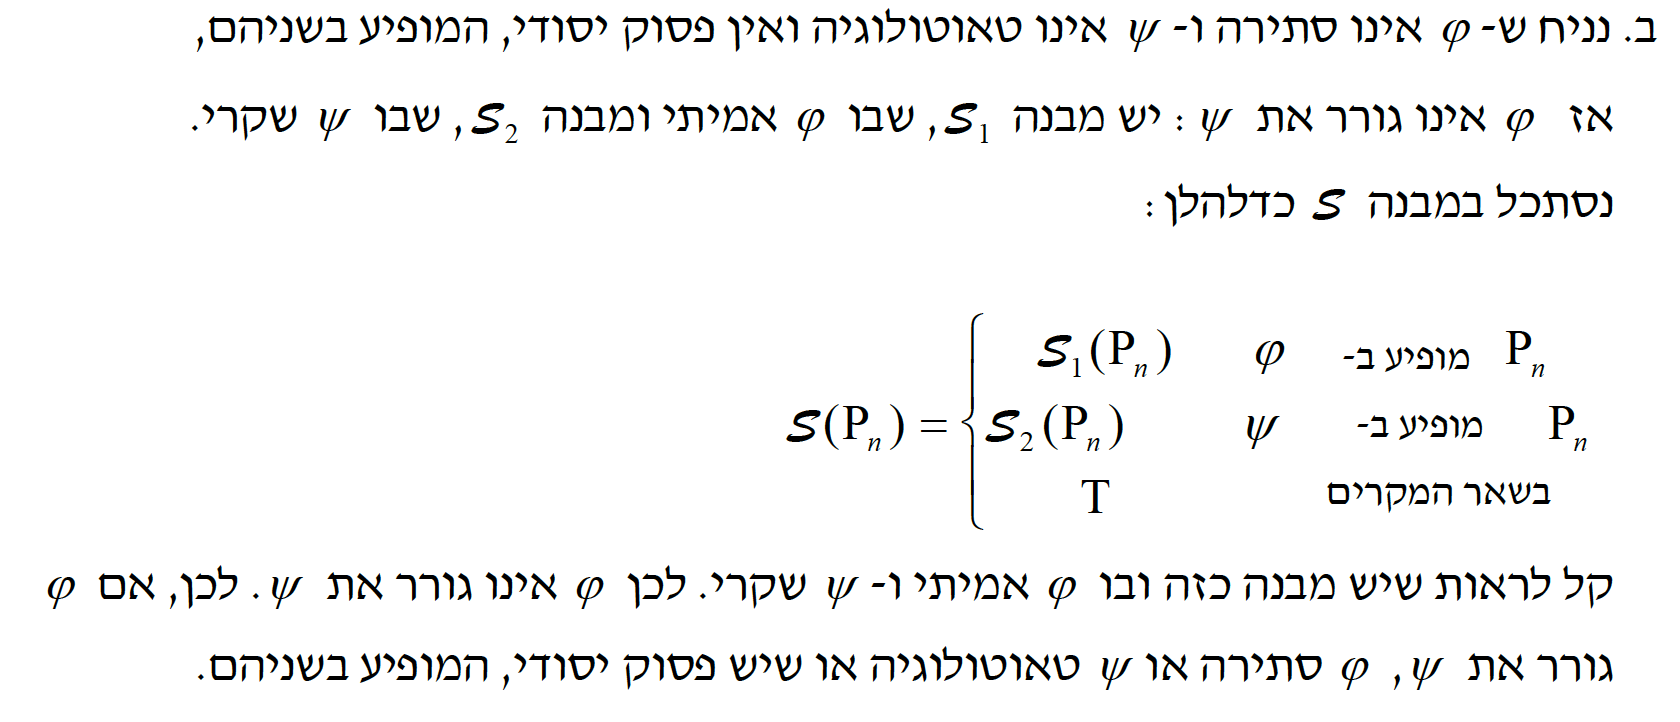 ב. נניח ש- φ אינו סתירה ו- ψ אינו טאוטולוגיה ואין פסוק יסודי, המופיע בשניהם,
אז φ אינו גורר את ψ : יש מבנה S₁, שבו φ אמיתי ומבנה S₂, שבו ψ שקרי.
נסתכל במבנה S כדלהלן :
S₁(Pₙ) φ מופיע ב- Pₙ
S(Pₙ) = { S₂(Pₙ) ψ מופיע ב- Pₙ
T בשאר המקרים
קל לראות שיש מבנה כזה ובו φ אמיתי ו- ψ שקרי. לכן φ אינו גורר את ψ. לכן, אם φ
גורר את ψ, φ סתירה או ψ טאוטולוגיה או שיש פסוק יסודי, המופיע בשניהם.